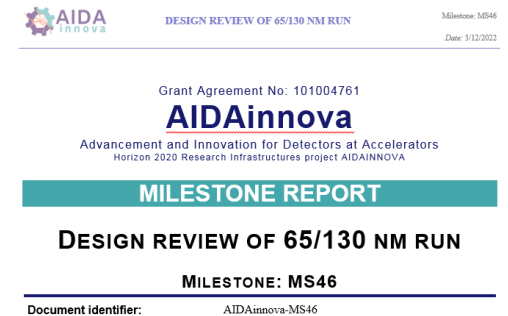 AIDA
innova
DESIGN REVIEW OF 65/130 NM RUN
Milestone: MS46
Date: 3/12/2022
Grant Agreement No: 101004761
AIDAinnova
Advancement and Innovation for Detectors at Accelerators
Horizon 2020 Research Infrastructures project AIDAINNOVA
MILESTONE REPORT
DESIGN REVIEW OF 65/130 NM RUN
MILESTONE: MS46
Document identifier: AIDAinnova-MS46